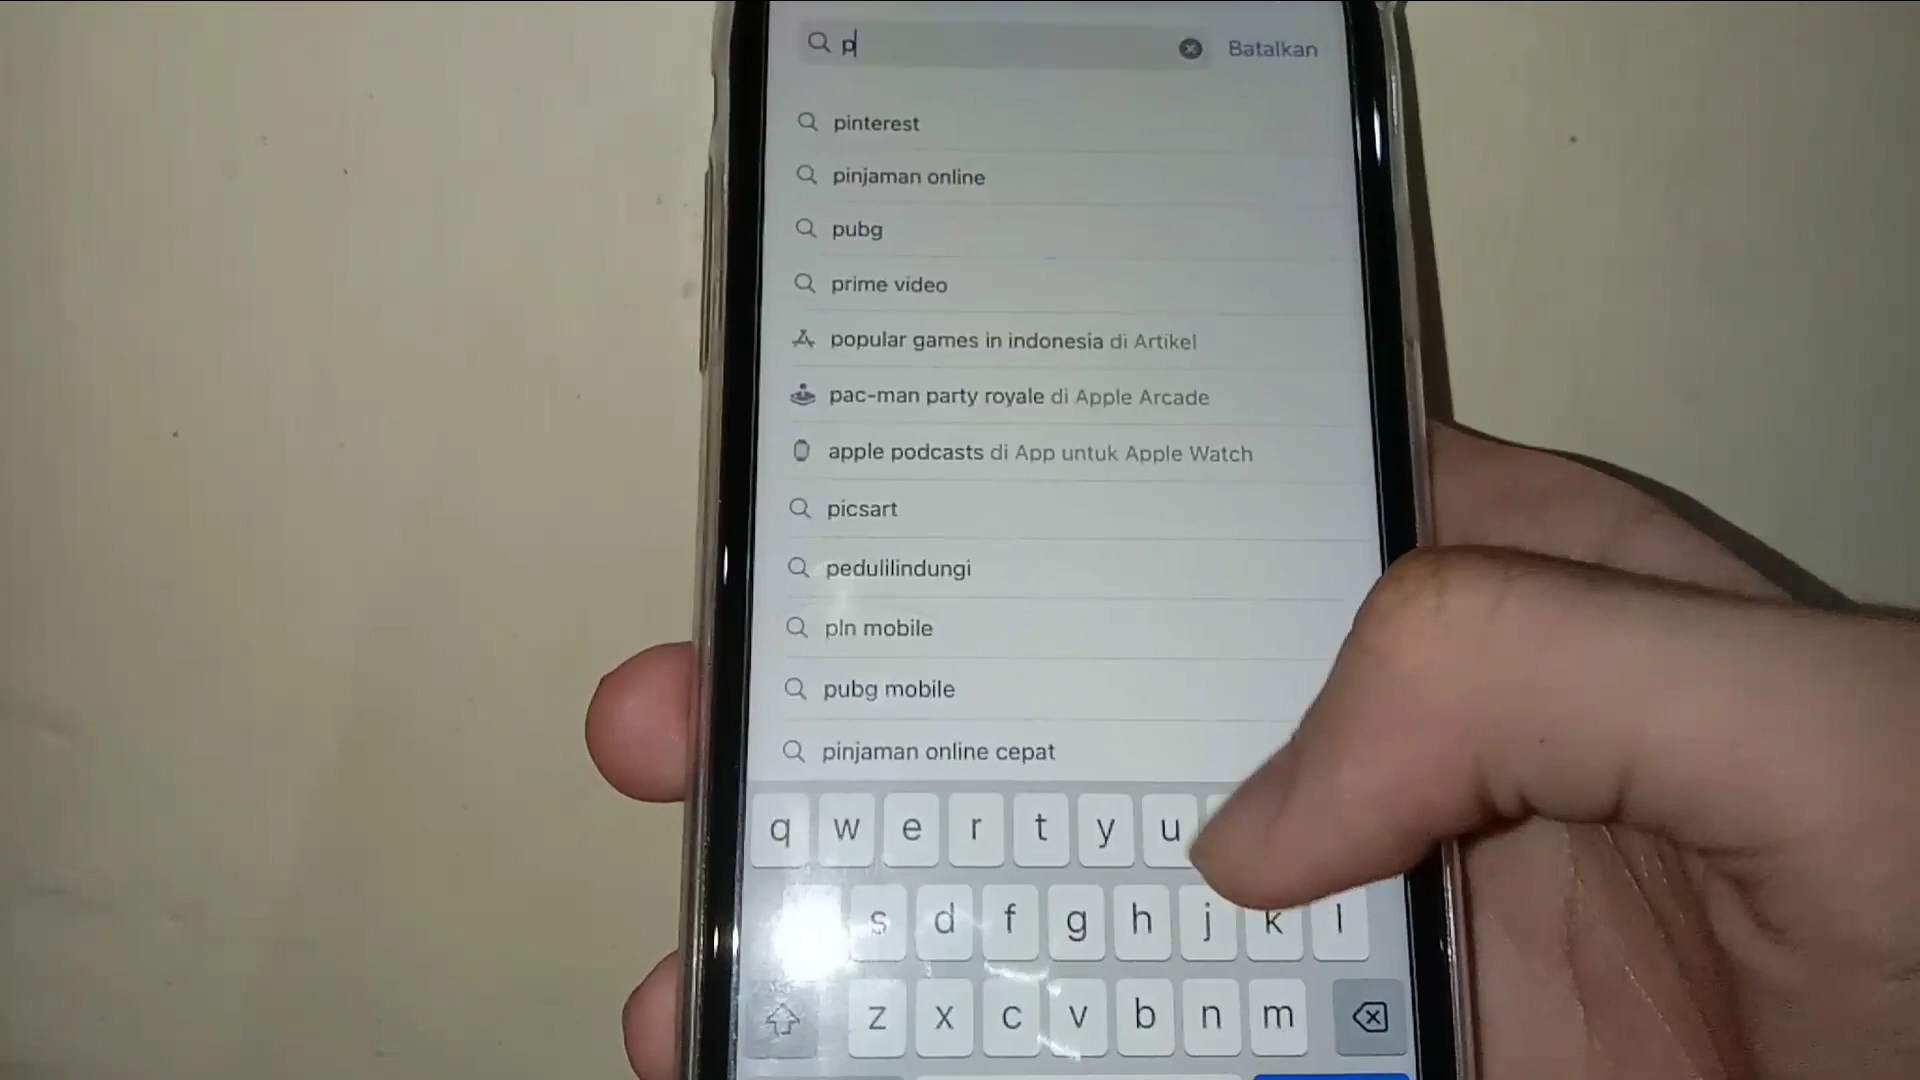 p Batalkan
pinterest
pinjaman online
pubg
prime video
popular games in indonesia di Artikel
pac-man party royale di Apple Arcade
apple podcasts di App untuk Apple Watch
picsart
pedulilindungi
pln mobile
pubg mobile
pinjaman online cepat
q w e r t y u
s d f g h j k l
z x c v b n m